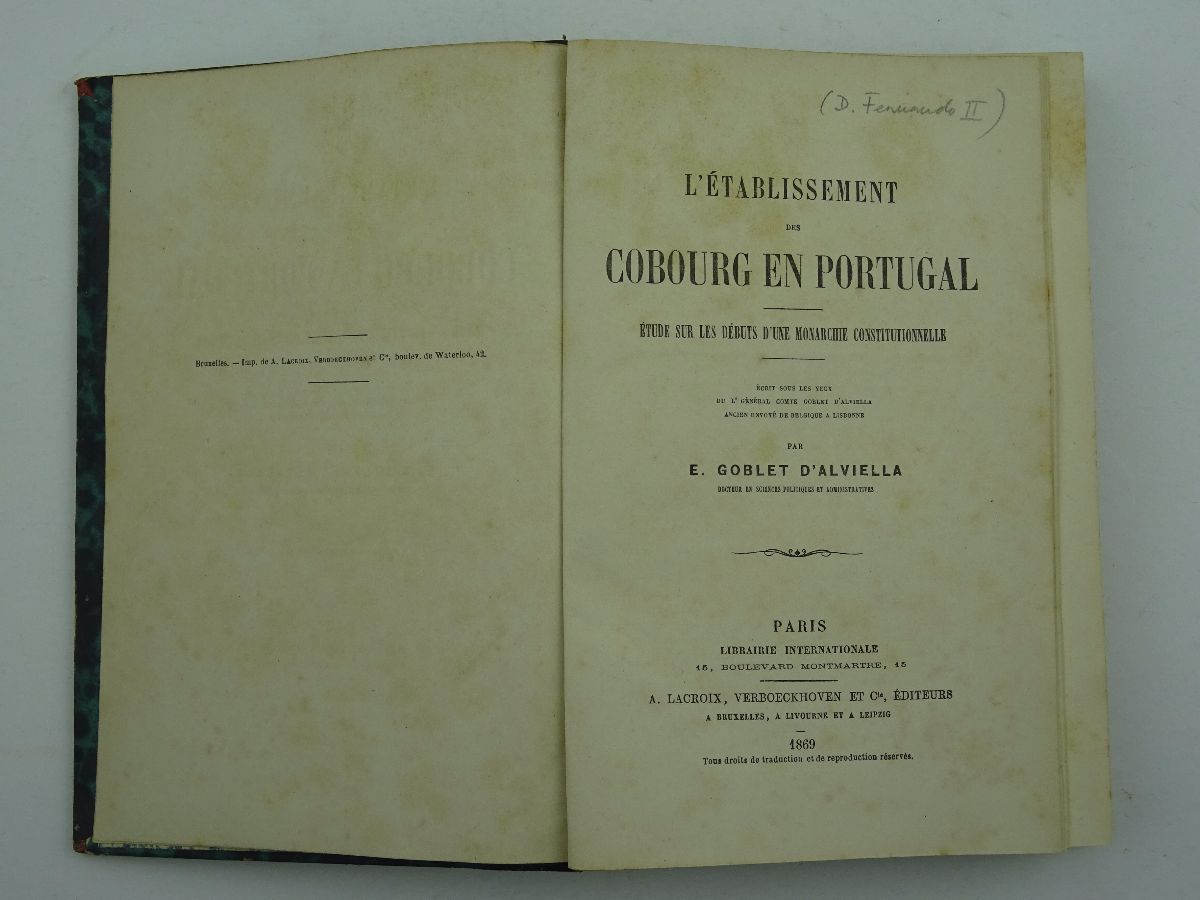 Bruxelles. — Imp. de A. LACROIX, VERBOECKHOVEN et Cie, boulev. de Waterloo, 42.
(D. Fernando II)
L'ÉTABLISSEMENT
DES
COBOURG EN PORTUGAL
ÉTUDE SUR LES DÉBUTS D'UNE MONARCHIE CONSTITUTIONNELLE
ÉCRIT SOUS LES YEUX
DU Lt GÉNÉRAL COMTE GOBLET D'ALVIELLA
ANCIEN ENVOYÉ DE BELGIQUE A LISBONNE
PAR
E. GOBLET D'ALVIELLA
DOCTEUR EN SCIENCES POLITIQUES ET ADMINISTRATIVES
PARIS
LIBRAIRIE INTERNATIONALE
15, BOULEVARD MONTMARTRE, 15
A. LACROIX, VERBOECKHOVEN ET Cie, ÉDITEURS
A BRUXELLES, A LIVOURNE ET A LEIPZIG
1869
Tous droits de traduction et de reproduction réservés.